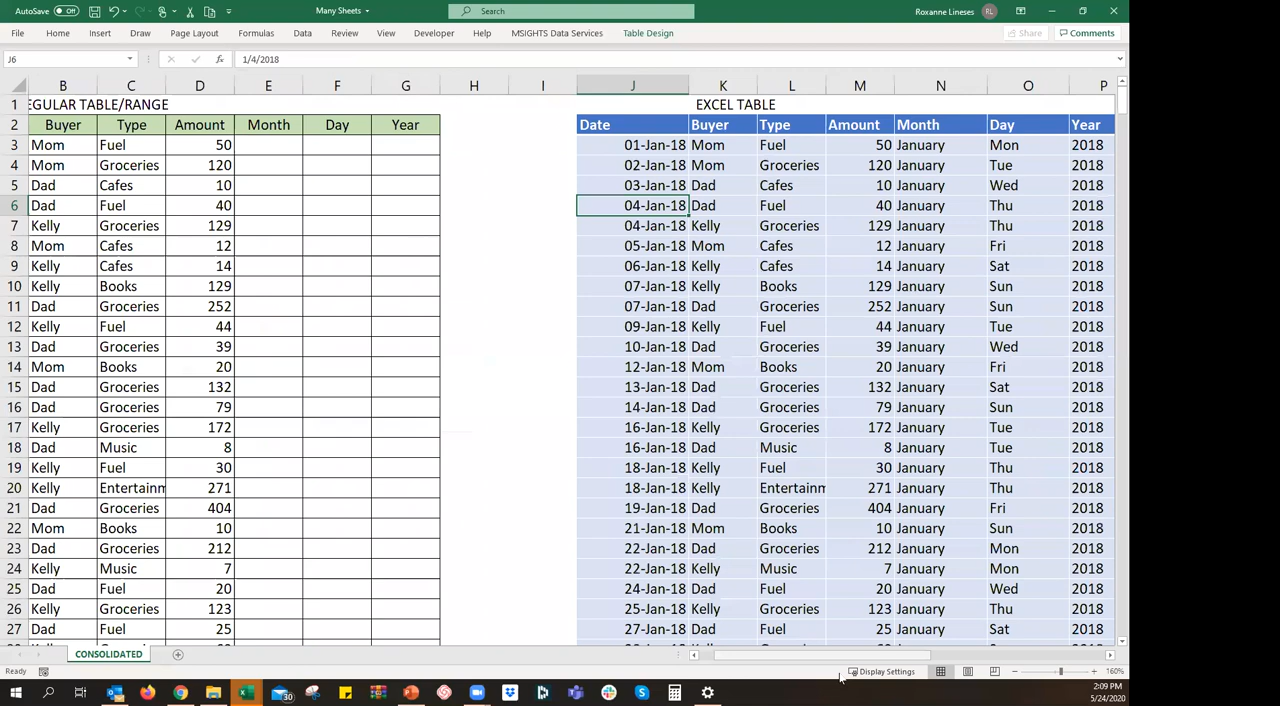 AutoSave Off Many Sheets Search Roxanne Lineses RL
File Home Insert Draw Page Layout Formulas Data Review View Developer Help MSIGHTS Data Services Table Design Share Comments
J6 fx 1/4/2018
B C D E F G H I J K L M N O P
1 EGULAR TABLE/RANGE EXCEL TABLE
2 Buyer Type Amount Month Day Year Date Buyer Type Amount Month Day Year
3 Mom Fuel 50 01-Jan-18 Mom Fuel 50 January Mon 2018
4 Mom Groceries 120 02-Jan-18 Mom Groceries 120 January Tue 2018
5 Dad Cafes 10 03-Jan-18 Dad Cafes 10 January Wed 2018
6 Dad Fuel 40 04-Jan-18 Dad Fuel 40 January Thu 2018
7 Kelly Groceries 129 04-Jan-18 Kelly Groceries 129 January Thu 2018
8 Mom Cafes 12 05-Jan-18 Mom Cafes 12 January Fri 2018
9 Kelly Cafes 14 06-Jan-18 Kelly Cafes 14 January Sat 2018
10 Kelly Books 129 07-Jan-18 Kelly Books 129 January Sun 2018
11 Dad Groceries 252 07-Jan-18 Dad Groceries 252 January Sun 2018
12 Kelly Fuel 44 09-Jan-18 Kelly Fuel 44 January Tue 2018
13 Dad Groceries 39 10-Jan-18 Dad Groceries 39 January Wed 2018
14 Mom Books 20 12-Jan-18 Mom Books 20 January Fri 2018
15 Dad Groceries 132 13-Jan-18 Dad Groceries 132 January Sat 2018
16 Dad Groceries 79 14-Jan-18 Dad Groceries 79 January Sun 2018
17 Kelly Groceries 172 16-Jan-18 Kelly Groceries 172 January Tue 2018
18 Dad Music 8 16-Jan-18 Dad Music 8 January Tue 2018
19 Kelly Fuel 30 18-Jan-18 Kelly Fuel 30 January Thu 2018
20 Kelly Entertainm 271 18-Jan-18 Kelly Entertainm 271 January Thu 2018
21 Dad Groceries 404 19-Jan-18 Dad Groceries 404 January Fri 2018
22 Mom Books 10 21-Jan-18 Mom Books 10 January Sun 2018
23 Dad Groceries 212 22-Jan-18 Dad Groceries 212 January Mon 2018
24 Kelly Music 7 22-Jan-18 Kelly Music 7 January Mon 2018
25 Dad Fuel 20 24-Jan-18 Dad Fuel 20 January Wed 2018
26 Kelly Groceries 123 25-Jan-18 Kelly Groceries 123 January Thu 2018
27 Dad Fuel 25 27-Jan-18 Dad Fuel 25 January Sat 2018
CONSOLIDATED
Ready Display Settings 160%
30 2:09 PM
5/24/2020